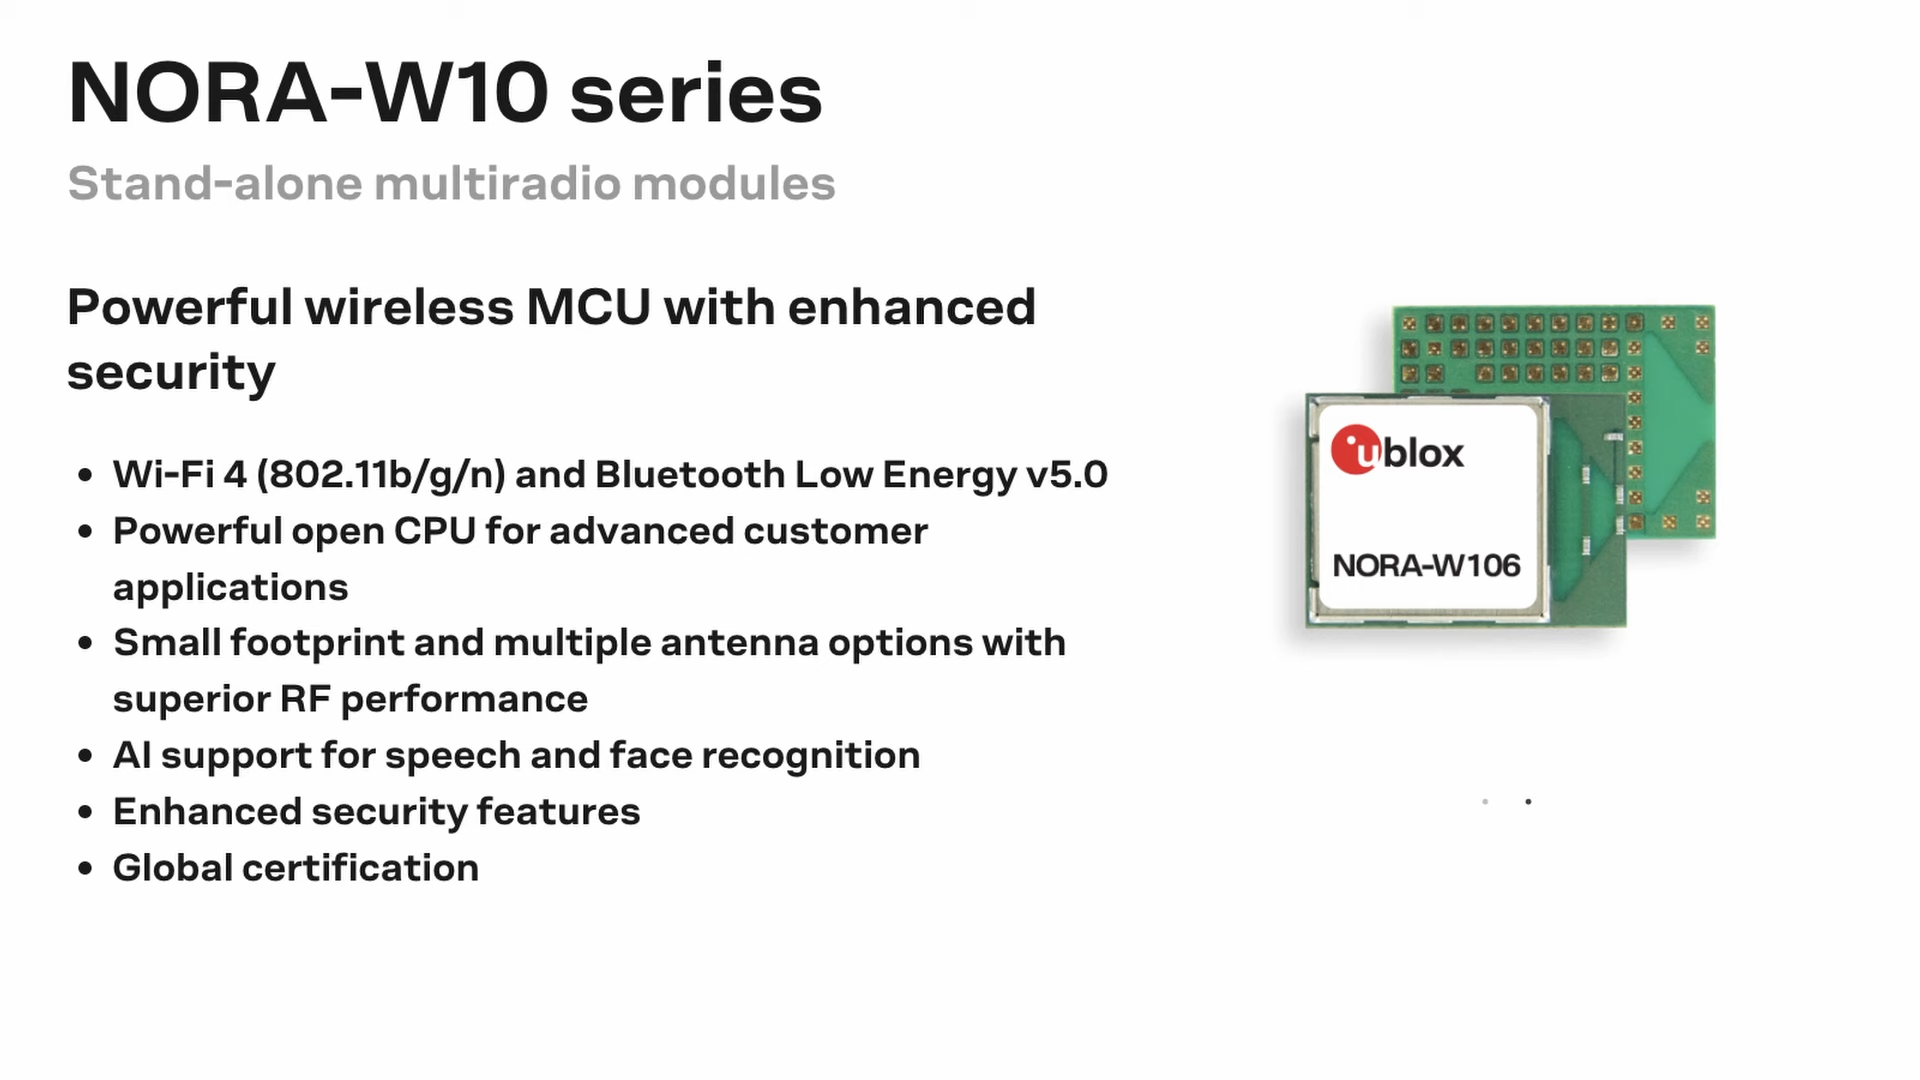 NORA-W10 series
Stand-alone multiradio modules
Powerful wireless MCU with enhanced
security
• Wi-Fi 4 (802.11b/g/n) and Bluetooth Low Energy v5.0
• Powerful open CPU for advanced customer
applications
• Small footprint and multiple antenna options with
superior RF performance
• AI support for speech and face recognition
• Enhanced security features
• Global certification
ublox
NORA-W106